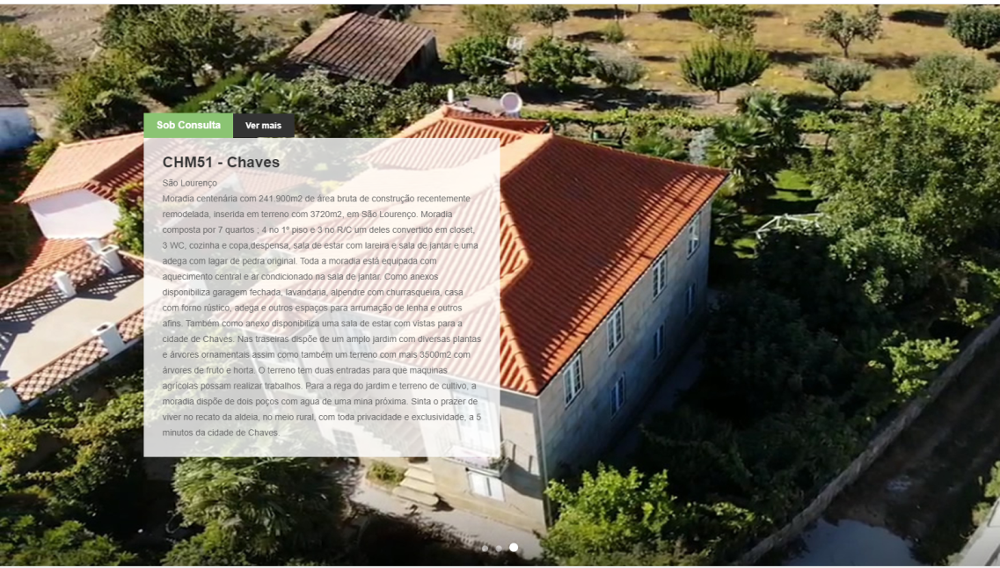 Sob Consulta Ver mais
CHM51 - Chaves
São Lourenço
Moradia centenária com 241.900m2 de área bruta de construção recentemente
remodelada, inserida em terreno com 3720m2, em São Lourenço. Moradia
composta por 7 quartos ; 4 no 1º piso e 3 no R/C um deles convertido em closet,
3 WC, cozinha e copa,despensa, sala de estar com lareira e sala de jantar e uma
adega com lagar de pedra original. Toda a moradia está equipada com
aquecimento central e ar condicionado na sala de jantar. Como anexos
disponibiliza garagem fechada, lavandaria, alpendre com churrasqueira, casa
com forno rústico, adega e outros espaços para arrumação de lenha e outros
afins. Também como anexo disponibiliza uma sala de estar com vistas para a
cidade de Chaves. Nas traseiras dispõe de um amplo jardim com diversas plantas
e árvores ornamentais assim como também um terreno com mais 3500m2 com
árvores de fruto e horta. O terreno tem duas entradas para que maquinas
agrícolas possam realizar trabalhos. Para a rega do jardim e terreno de cultivo, a
moradia dispõe de dois poços com agua de uma mina próxima. Sinta o prazer de
viver no recato da aldeia, no meio rural, com toda privacidade e exclusividade, a 5
minutos da cidade de Chaves.